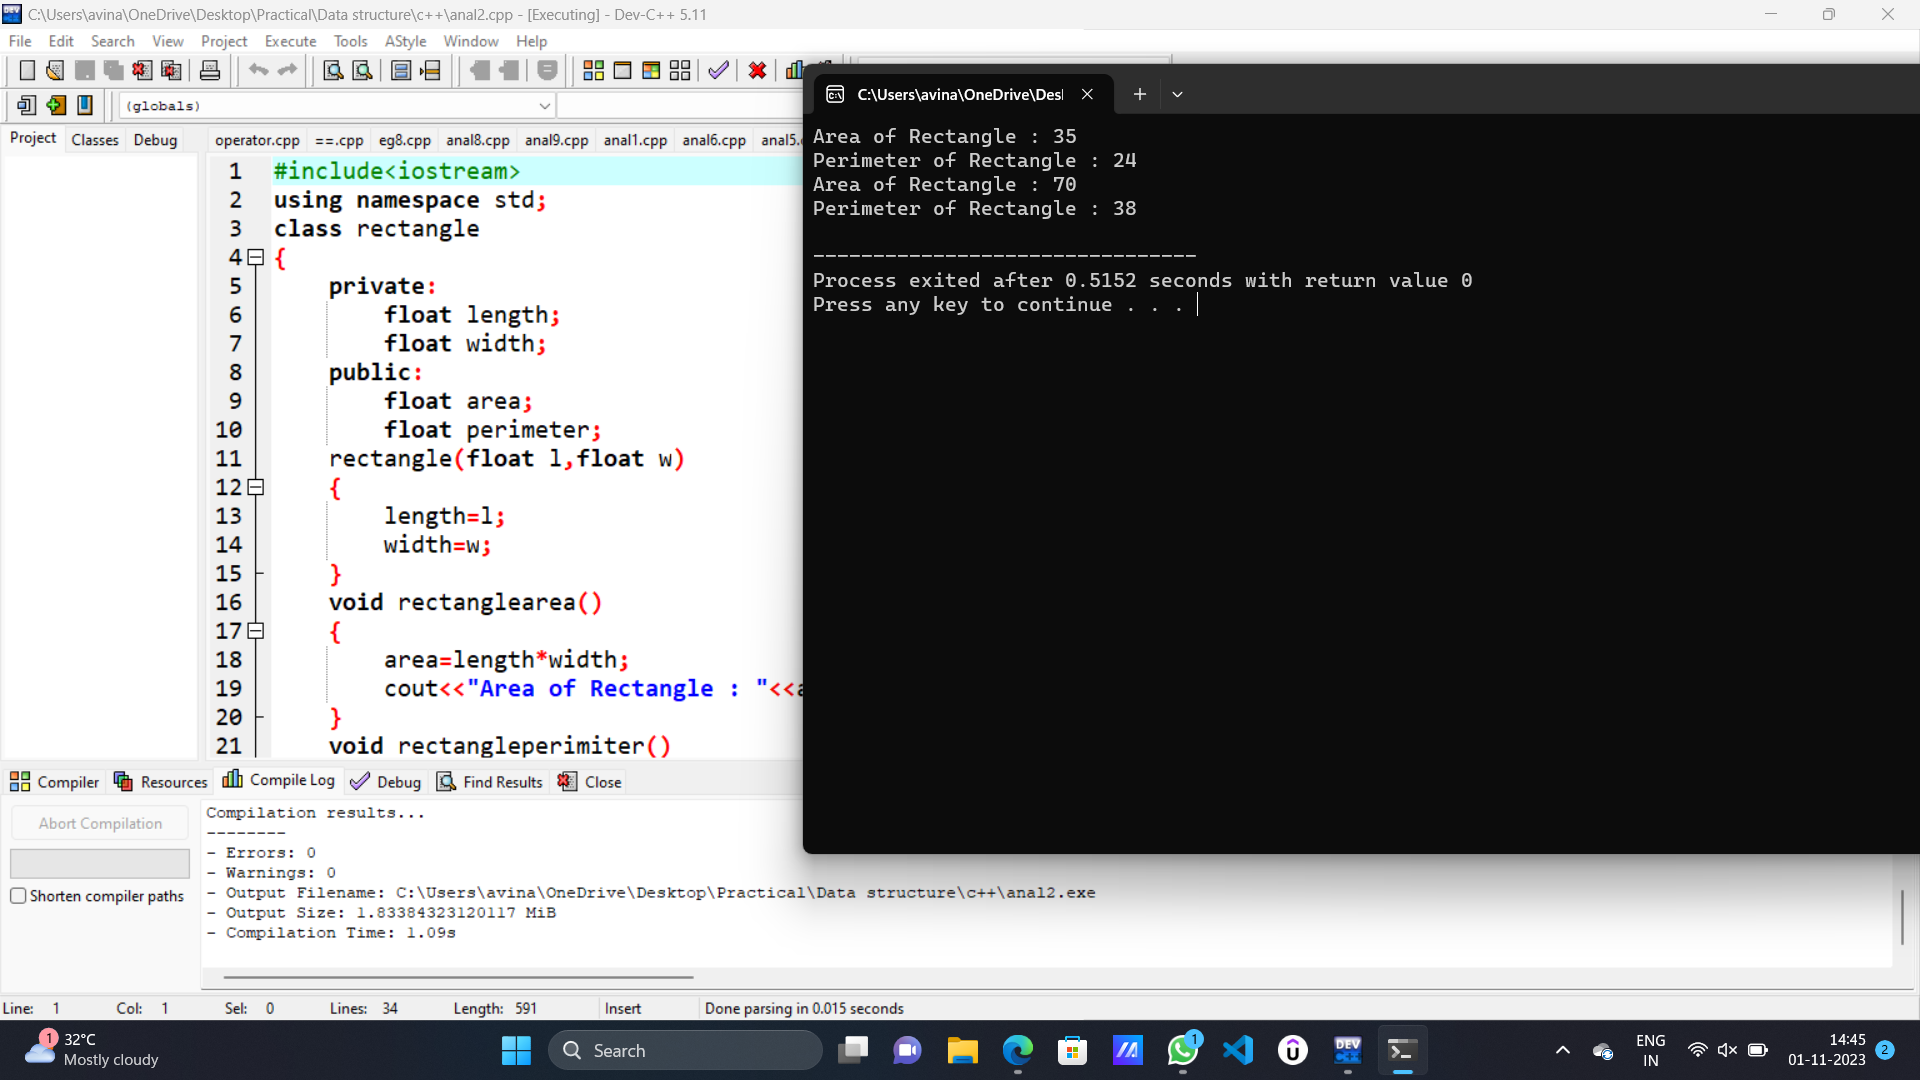 C:\Users\avina\OneDrive\Desktop\Practical\Data structure\c++\anal2.cpp - [Executing] - Dev-C++ 5.11
File Edit Search View Project Execute Tools AStyle Window Help
(globals)
Project Classes Debug
operator.cpp ==.cpp eg8.cpp anal8.cpp anal9.cpp anal1.cpp anal6.cpp anal5.
1 #include<iostream>
2 using namespace std;
3 class rectangle
4 {
5 private:
6 float length;
7 float width;
8 public:
9 float area;
10 float perimeter;
11 rectangle(float l,float w)
12 {
13 length=l;
14 width=w;
15 }
16 void rectanglearea()
17 {
18 area=length*width;
19 cout<<"Area of Rectangle : "<<a
20 }
21 void rectangleperimiter()
C:\Users\avina\OneDrive\Des
Area of Rectangle : 35
Perimeter of Rectangle : 24
Area of Rectangle : 70
Perimeter of Rectangle : 38
--------------------------------
Process exited after 0.5152 seconds with return value 0
Press any key to continue . . .
Compiler Resources Compile Log Debug Find Results Close
Abort Compilation
Shorten compiler paths
Compilation results...
--------
- Errors: 0
- Warnings: 0
- Output Filename: C:\Users\avina\OneDrive\Desktop\Practical\Data structure\c++\anal2.exe
- Output Size: 1.83384323120117 MiB
- Compilation Time: 1.09s
Line: 1 Col: 1 Sel: 0 Lines: 34 Length: 591 Insert Done parsing in 0.015 seconds
1
32°C
Mostly cloudy
Search
1
DEV
C++
ENG
IN
14:45
01-11-2023
2